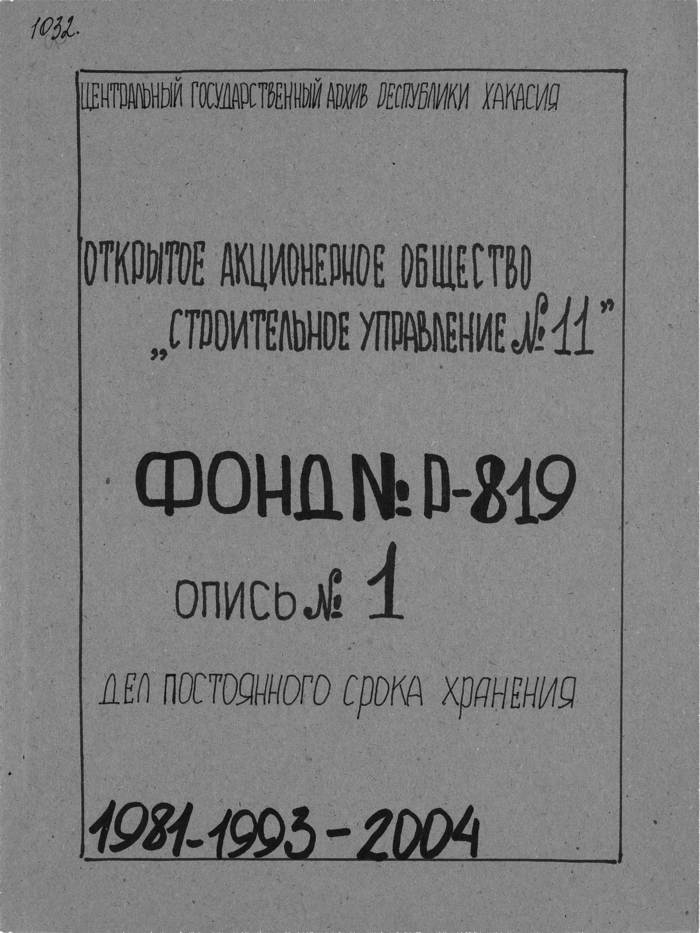 1032.
ЦЕНТРАЛЬНЫЙ ГОСУДАРСТВЕННЫЙ АРХИВ РЕСПУБЛИКИ ХАКАСИЯ
ОТКРЫТОЕ АКЦИОНЕРНОЕ ОБЩЕСТВО
„СТРОИТЕЛЬНОЕ УПРАВЛЕНИЕ № 11”
ФОНД № Р-819
ОПИСЬ № 1
ДЕЛ ПОСТОЯННОГО СРОКА ХРАНЕНИЯ
1981-1993-2004